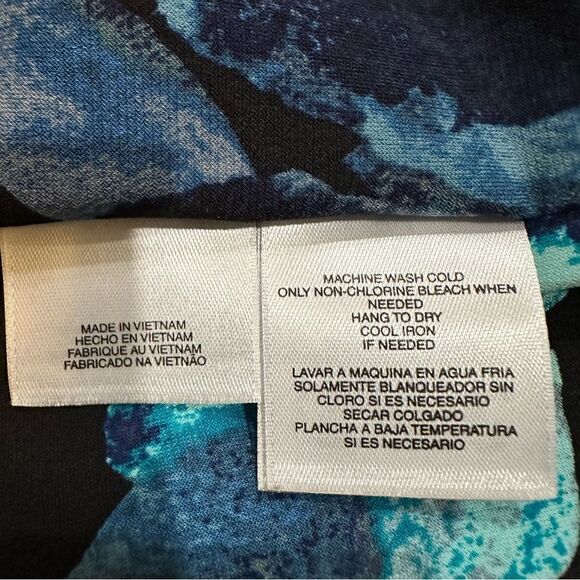 MADE IN VIETNAM
HECHO EN VIETNAM
FABRIQUE AU VIETNAM
FABRICADO NA VIETNÃO
MACHINE WASH COLD
ONLY NON-CHLORINE BLEACH WHEN
NEEDED
HANG TO DRY
COOL IRON
IF NEEDED
LAVAR A MAQUINA EN AGUA FRIA
SOLAMENTE BLANQUEADOR SIN
CLORO SI ES NECESARIO
SECAR COLGADO
PLANCHA A BAJA TEMPERATURA
SI ES NECESARIO